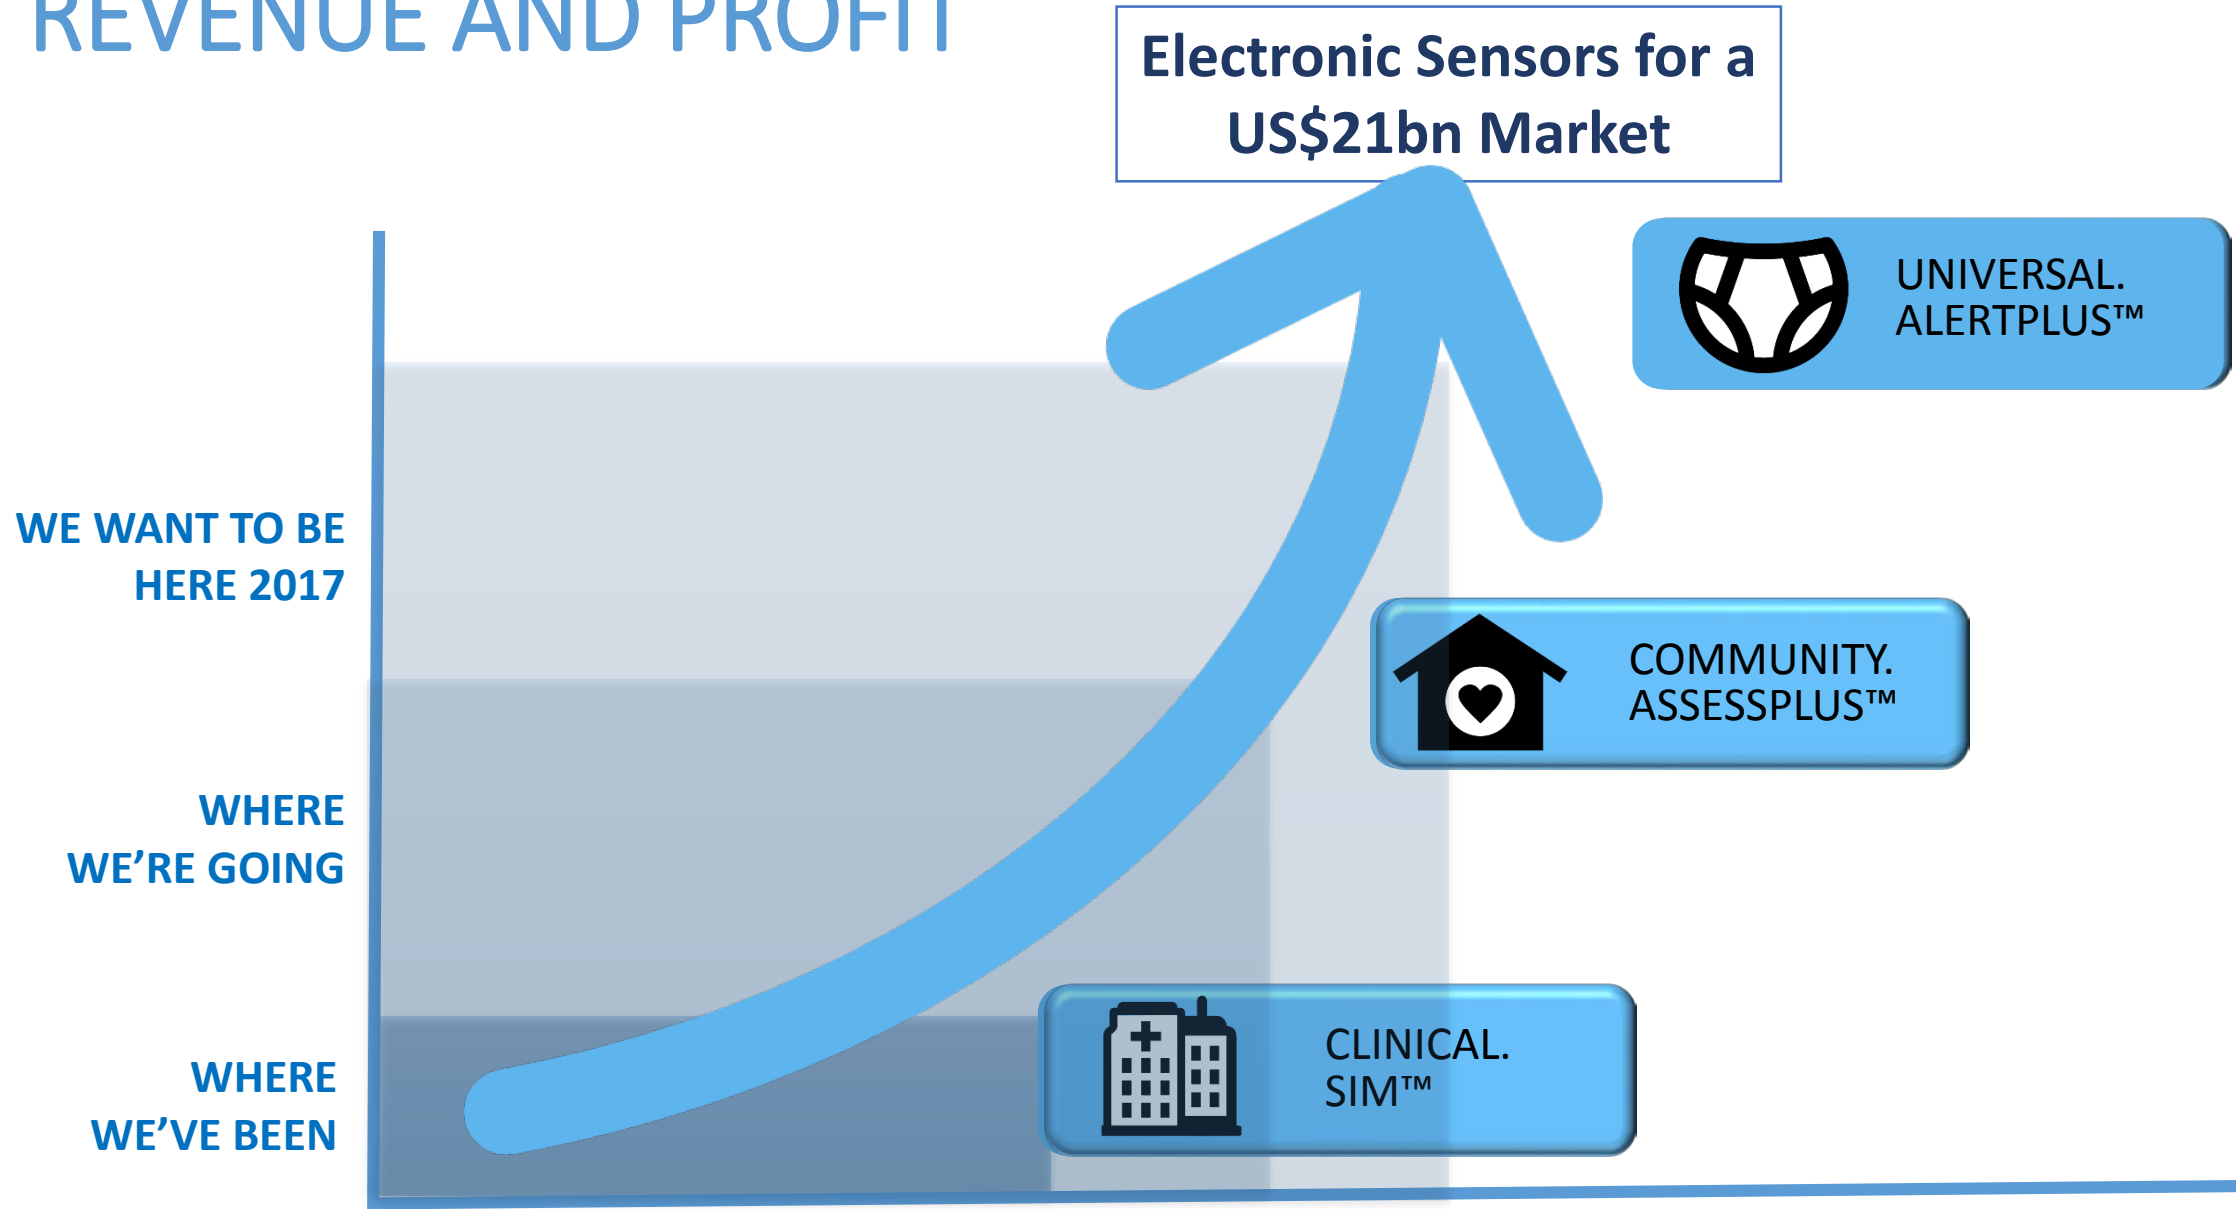 REVENUE AND PROFIT
Electronic Sensors for a
US$21bn Market
UNIVERSAL.
ALERTPLUS™
WE WANT TO BE
HERE 2017
COMMUNITY.
ASSESSPLUS™
WHERE
WE’RE GOING
CLINICAL.
SIM™
WHERE
WE’VE BEEN